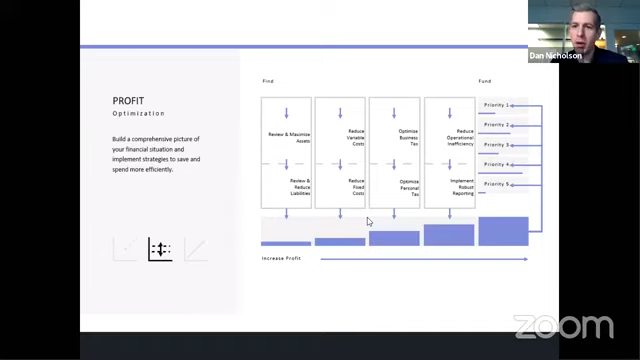 Dan Nicholson
PROFIT
Optimization
Build a comprehensive picture of
your financial situation and
implement strategies to save and
spend more efficiently.
Find
Fund
Review & Maximize
Assets
Reduce
Variable
Costs
Optimize
Business
Tax
Reduce
Operational
Inefficiency
Review &
Reduce
Liabilities
Reduce
Fixed
Costs
Optimize
Personal
Tax
Implement
Robust
Reporting
Priority 1
Priority 2
Priority 3
Priority 4
Priority 5
Increase Profit
zoom